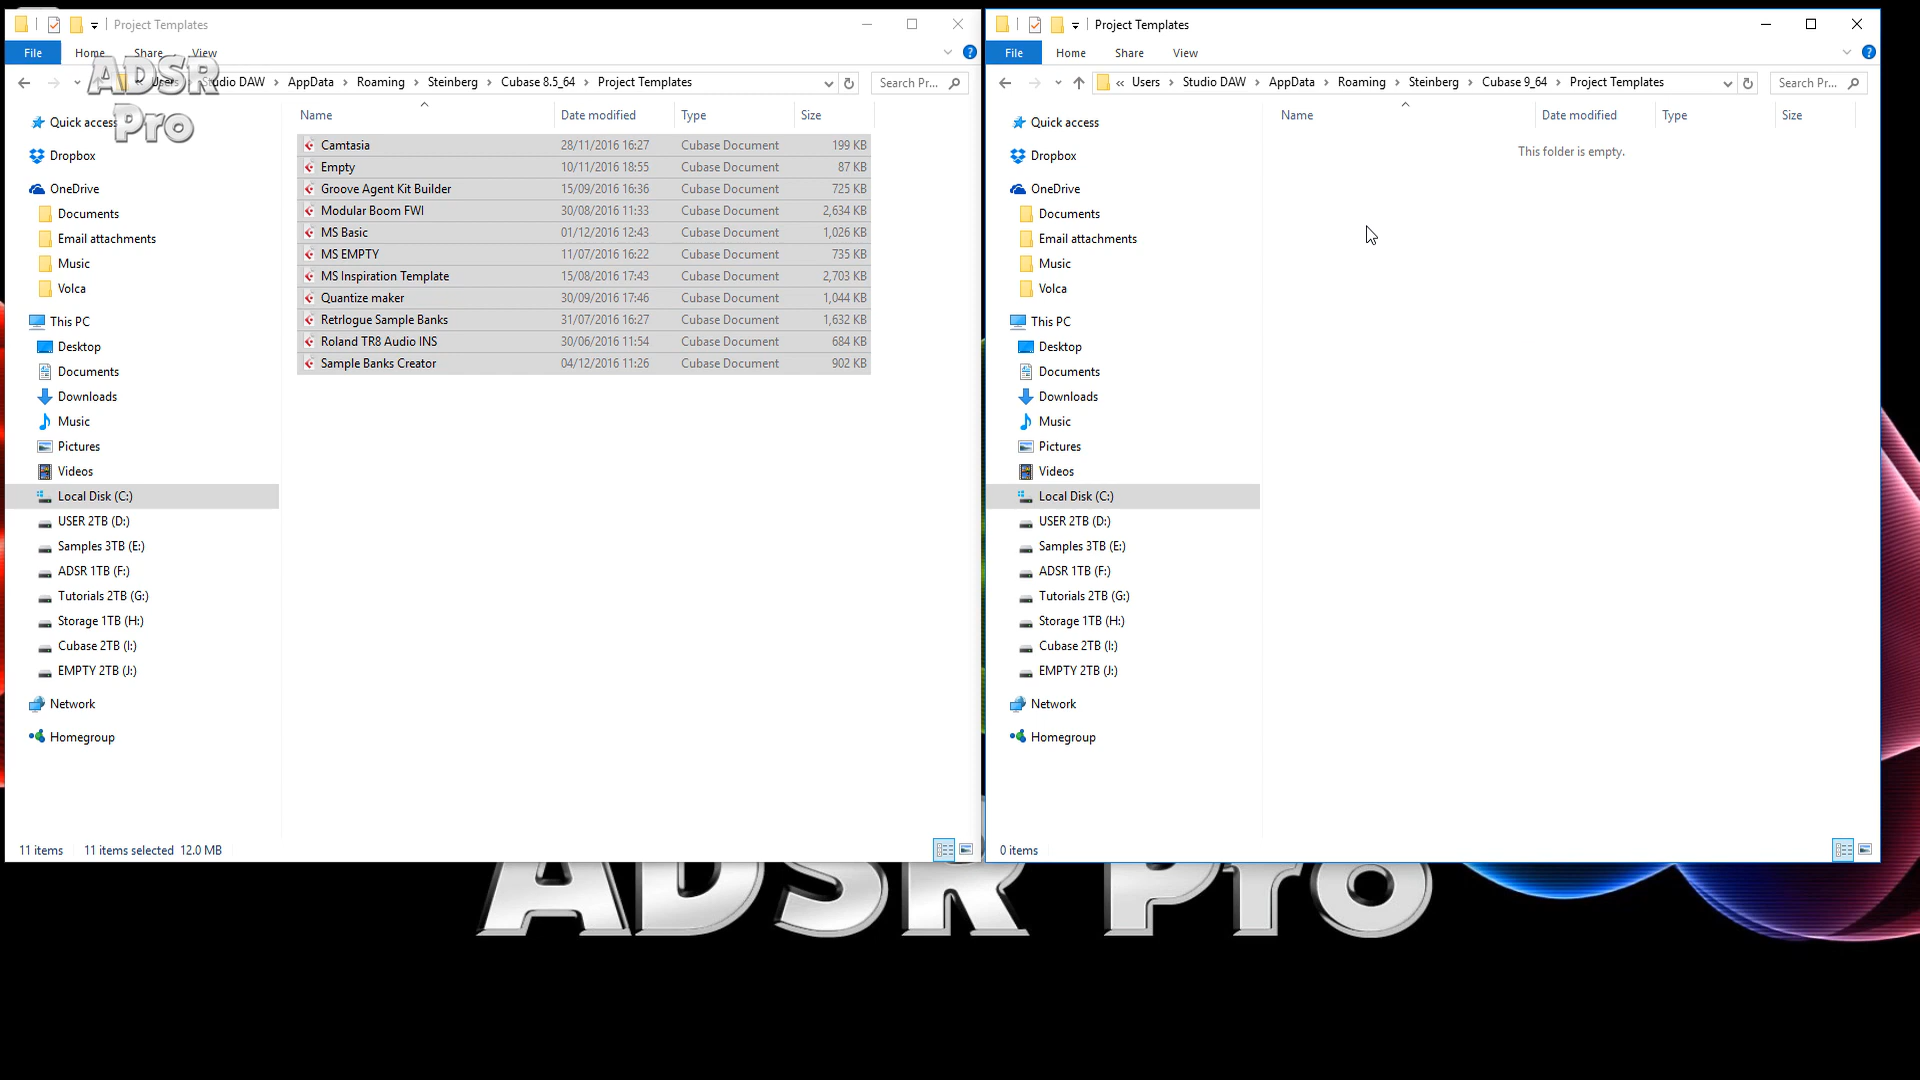 Project Templates
File Home Share View
Users Studio DAW AppData Roaming Steinberg Cubase 8.5_64 Project Templates
Search Pr...
ADSR
Pro
Name Date modified Type Size
Quick access
Dropbox
OneDrive
Documents
Email attachments
Music
Volca
This PC
Desktop
Documents
Downloads
Music
Pictures
Videos
Local Disk (C:)
USER 2TB (D:)
Samples 3TB (E:)
ADSR 1TB (F:)
Tutorials 2TB (G:)
Storage 1TB (H:)
Cubase 2TB (I:)
EMPTY 2TB (J:)
Network
Homegroup
Camtasia 28/11/2016 16:27 Cubase Document 199 KB
Empty 10/11/2016 18:55 Cubase Document 87 KB
Groove Agent Kit Builder 15/09/2016 16:36 Cubase Document 725 KB
Modular Boom FWI 30/08/2016 11:33 Cubase Document 2,634 KB
MS Basic 01/12/2016 12:43 Cubase Document 1,026 KB
MS EMPTY 11/07/2016 16:22 Cubase Document 735 KB
MS Inspiration Template 15/08/2016 17:43 Cubase Document 2,703 KB
Quantize maker 30/09/2016 17:46 Cubase Document 1,044 KB
Retrlogue Sample Banks 31/07/2016 16:27 Cubase Document 1,632 KB
Roland TR8 Audio INS 30/06/2016 11:54 Cubase Document 684 KB
Sample Banks Creator 04/12/2016 11:26 Cubase Document 902 KB
11 items 11 items selected 12.0 MB
Project Templates
File Home Share View
« Users Studio DAW AppData Roaming Steinberg Cubase 9_64 Project Templates
Search Pr...
Name Date modified Type Size
This folder is empty.
Quick access
Dropbox
OneDrive
Documents
Email attachments
Music
Volca
This PC
Desktop
Documents
Downloads
Music
Pictures
Videos
Local Disk (C:)
USER 2TB (D:)
Samples 3TB (E:)
ADSR 1TB (F:)
Tutorials 2TB (G:)
Storage 1TB (H:)
Cubase 2TB (I:)
EMPTY 2TB (J:)
Network
Homegroup
0 items
ADSR Pro